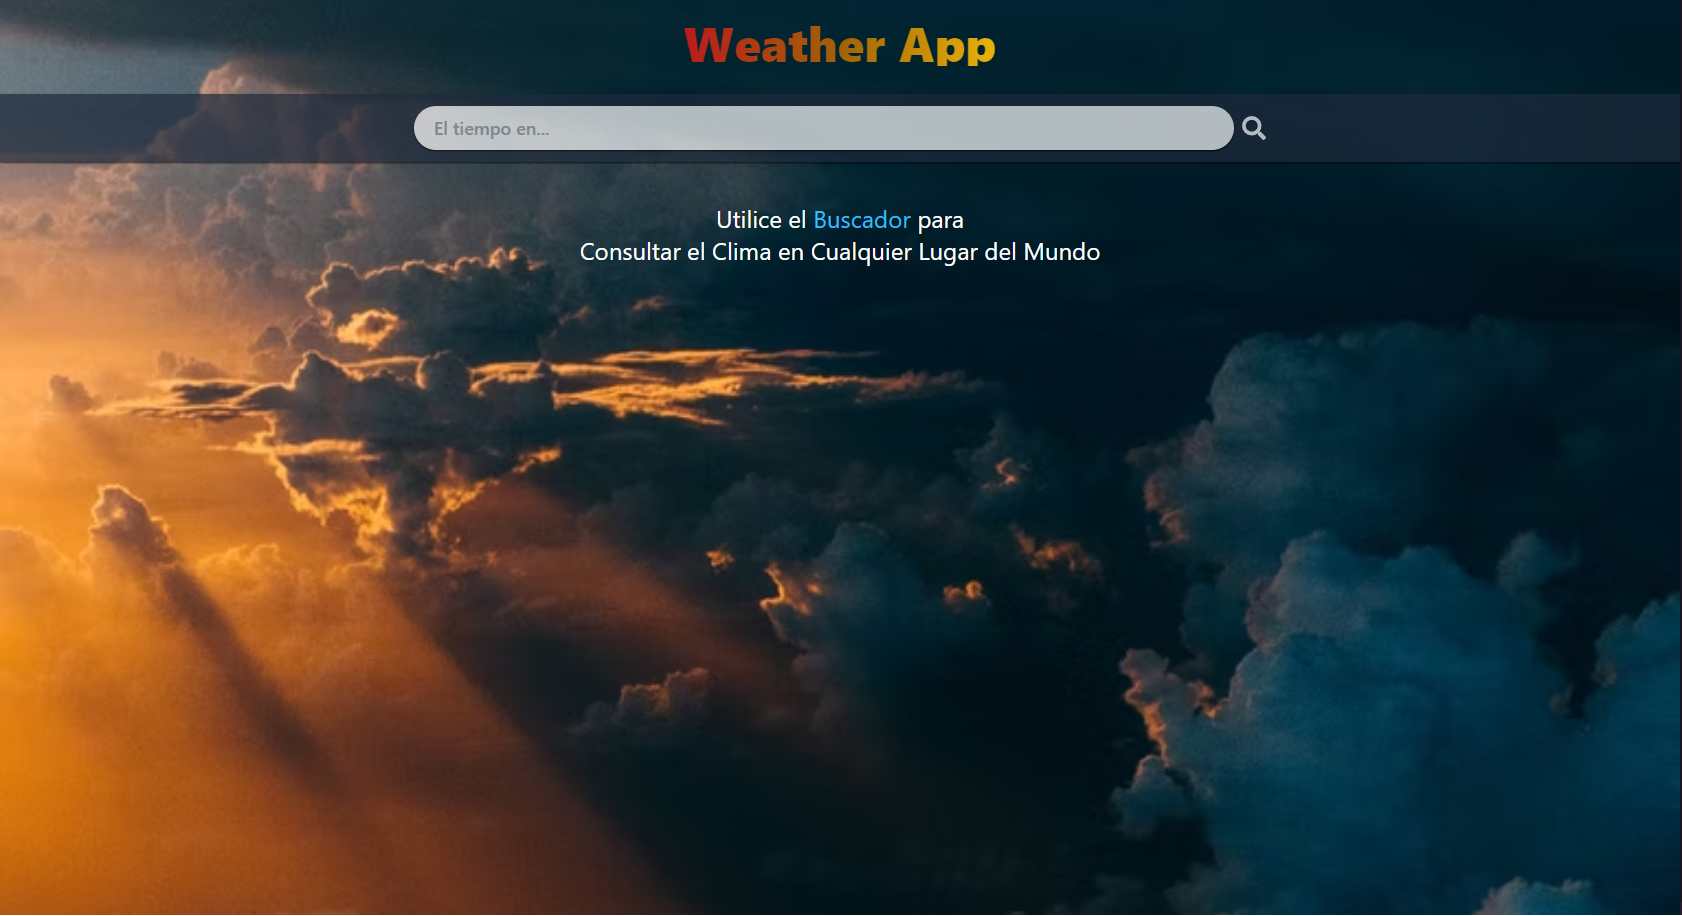 Weather App
El tiempo en...
Utilice el Buscador para
Consultar el Clima en Cualquier Lugar del Mundo